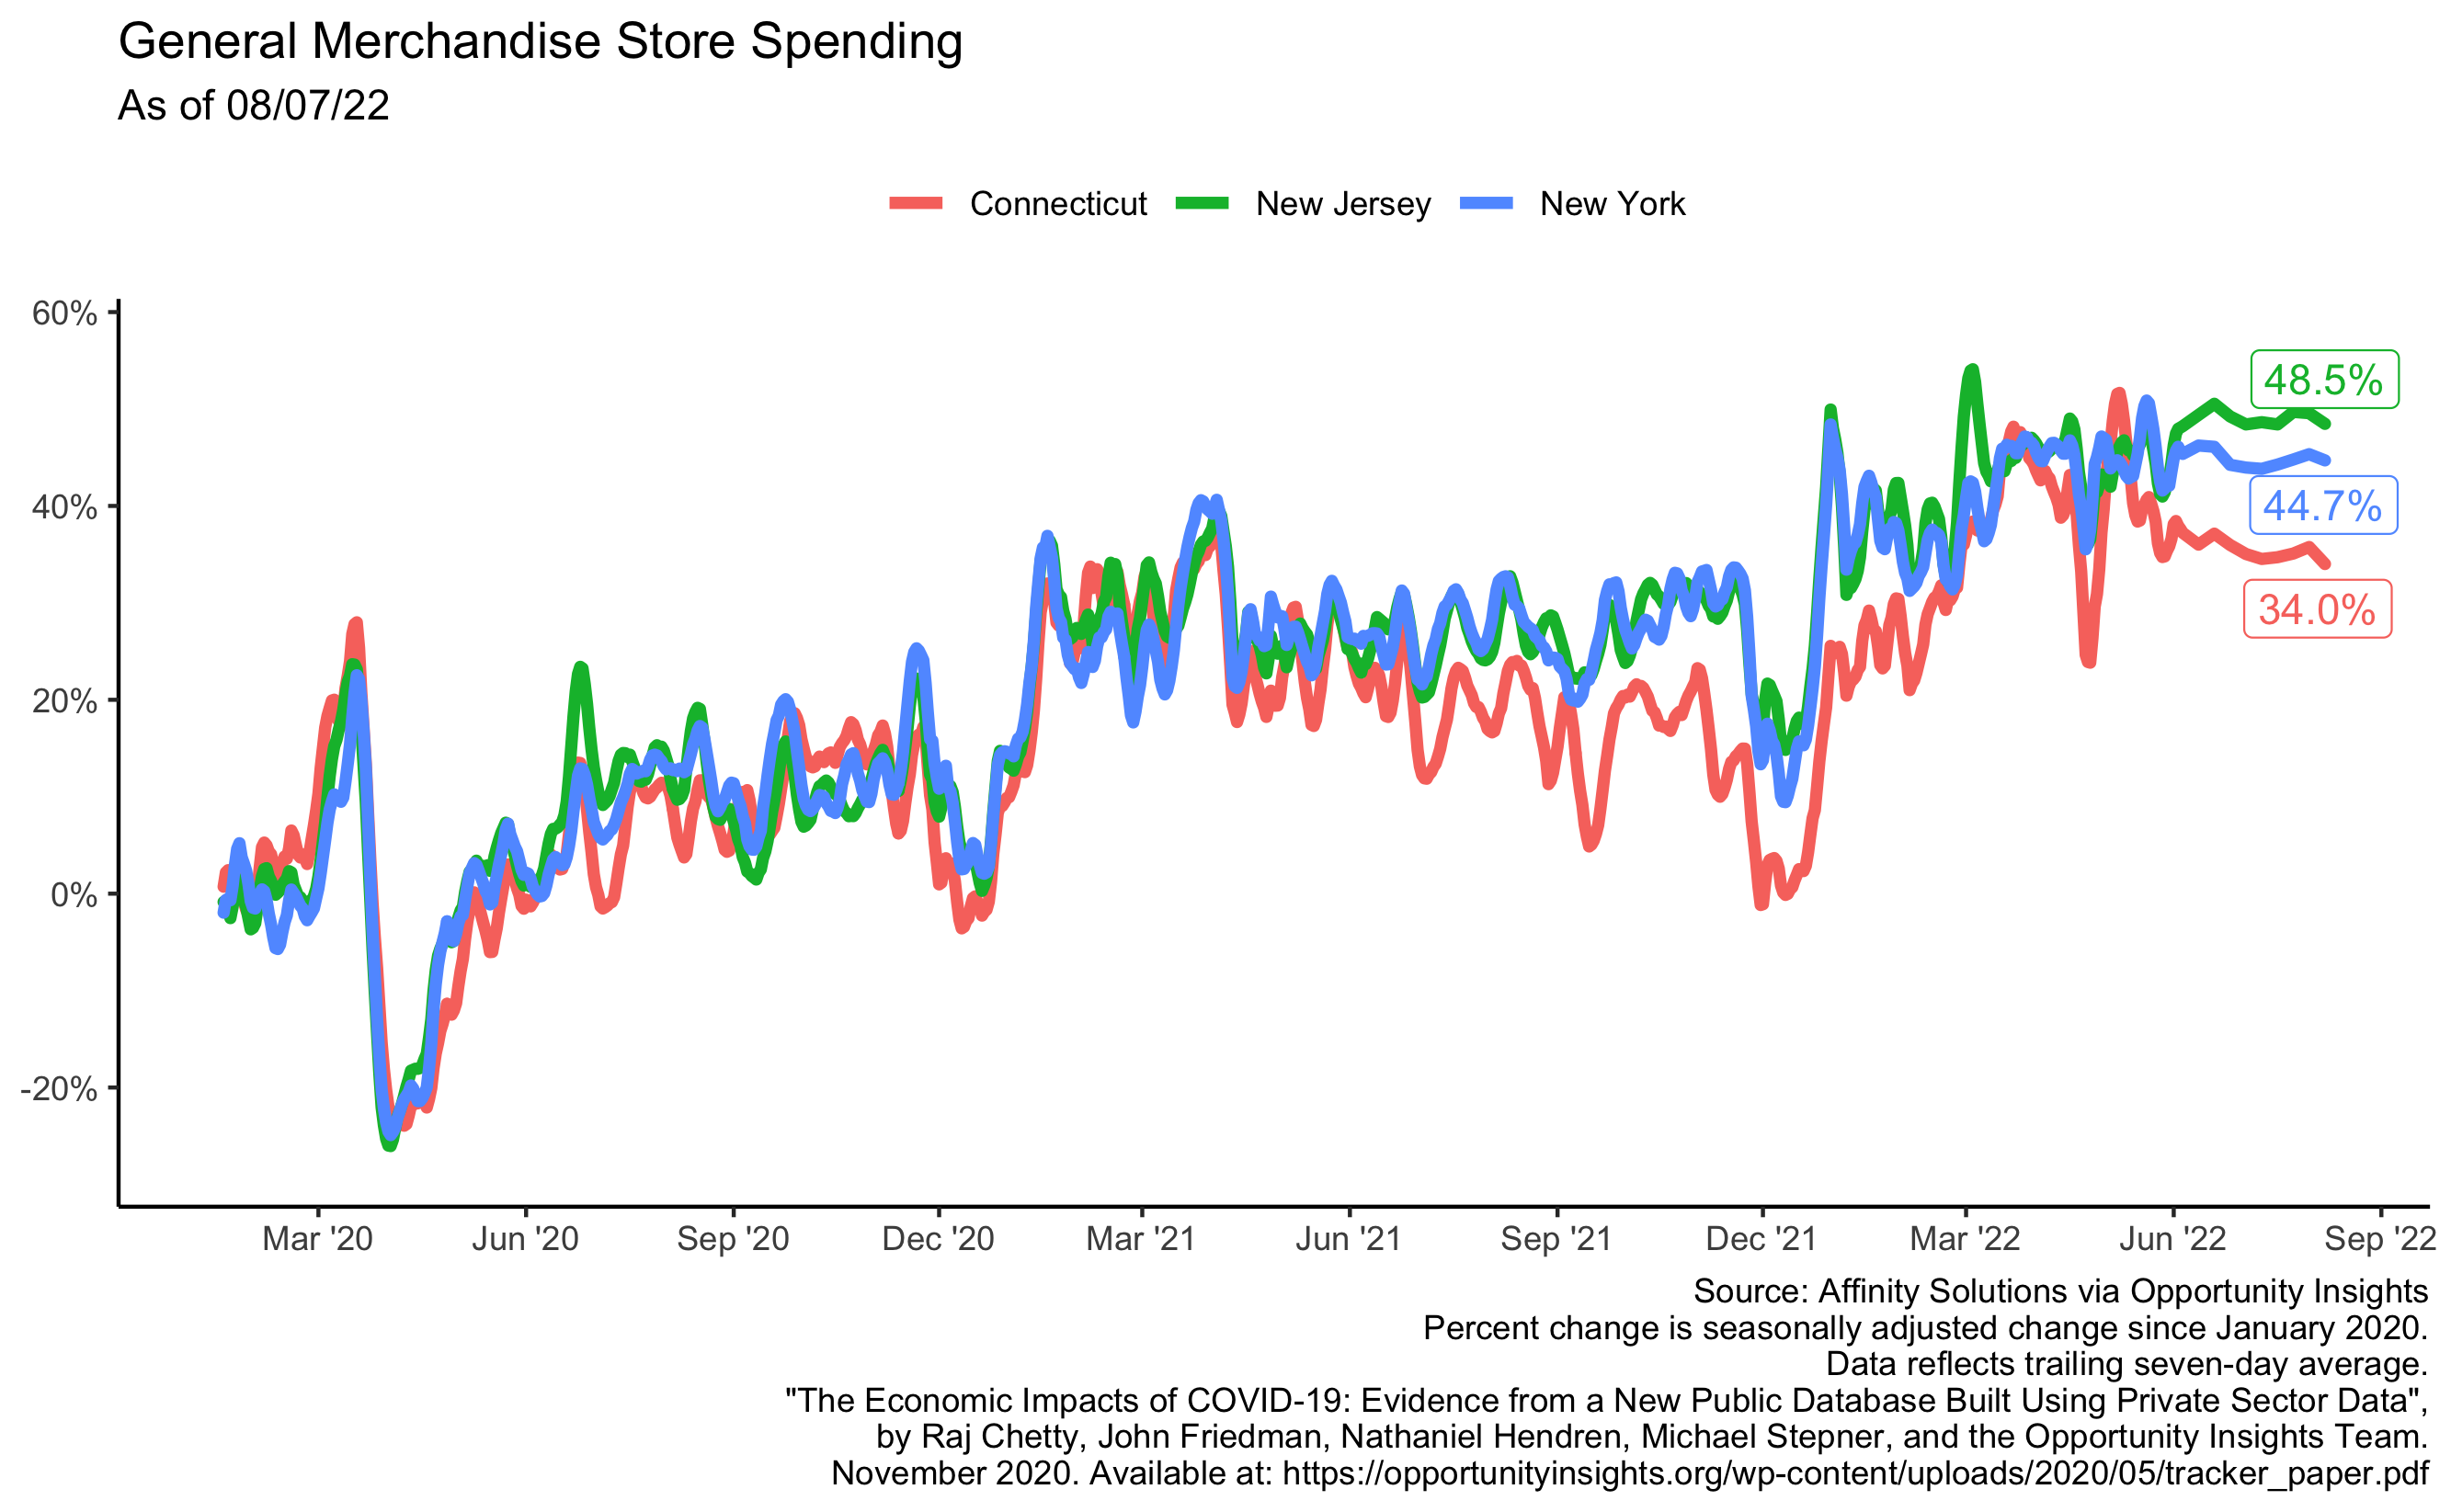 General Merchandise Store Spending
As of 08/07/22
Connecticut New Jersey New York
60%
40%
20%
0%
-20%
48.5%
44.7%
34.0%
Mar '20 Jun '20 Sep '20 Dec '20 Mar '21 Jun '21 Sep '21 Dec '21 Mar '22 Jun '22 Sep '22
Source: Affinity Solutions via Opportunity Insights
Percent change is seasonally adjusted change since January 2020.
Data reflects trailing seven-day average.
"The Economic Impacts of COVID-19: Evidence from a New Public Database Built Using Private Sector Data",
by Raj Chetty, John Friedman, Nathaniel Hendren, Michael Stepner, and the Opportunity Insights Team.
November 2020. Available at: https://opportunityinsights.org/wp-content/uploads/2020/05/tracker_paper.pdf